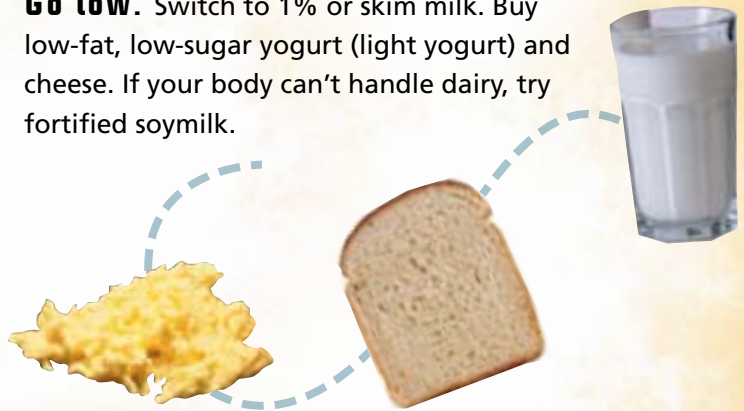 Go low. Switch to 1% or skim milk. Buy
low-fat, low-sugar yogurt (light yogurt) and
cheese. If your body can’t handle dairy, try
fortified soymilk.